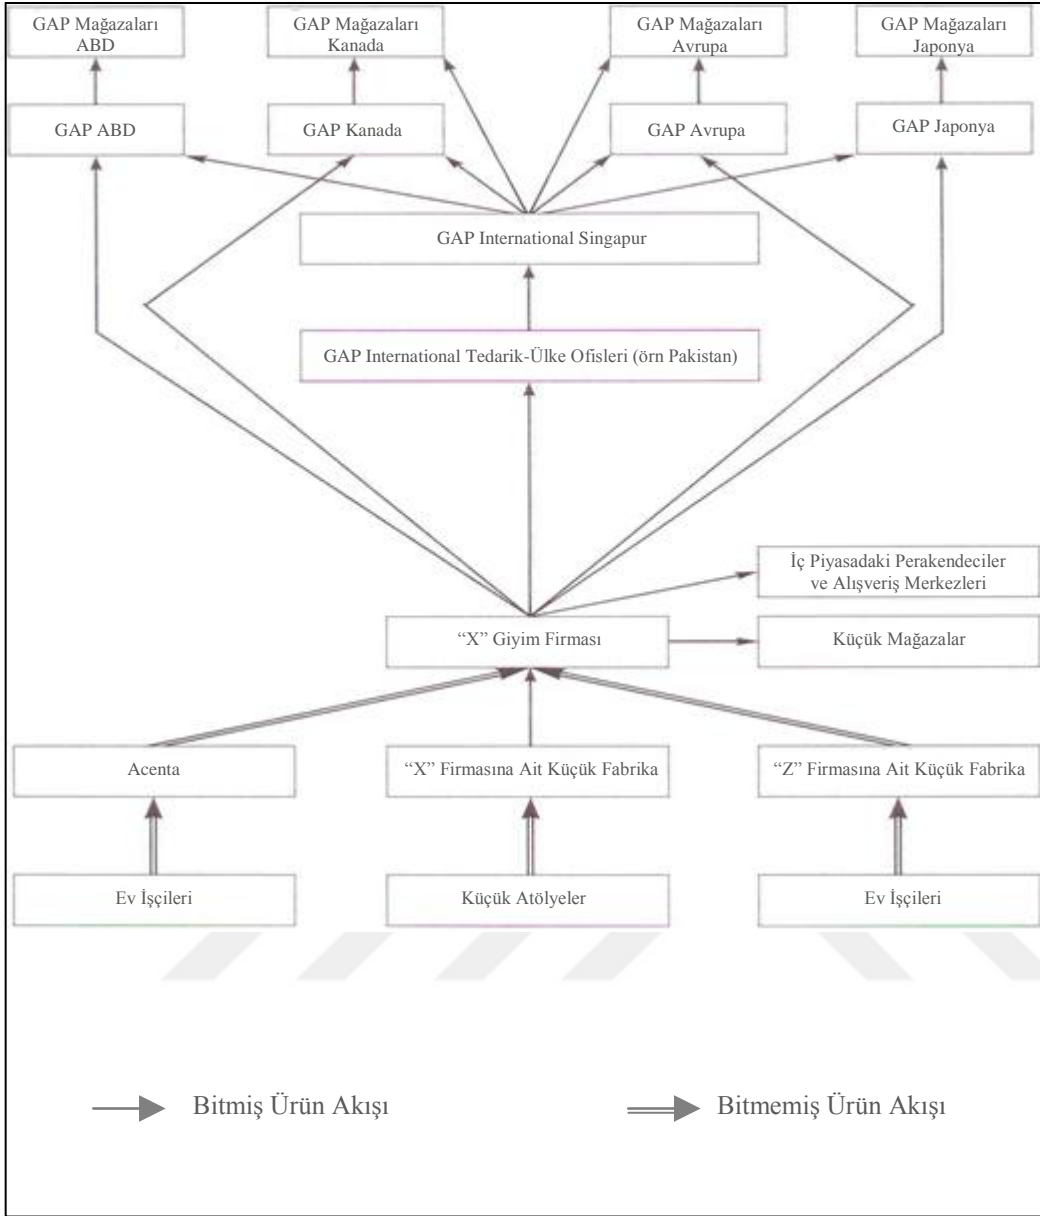 GAP Mağazaları
ABD
GAP Mağazaları
Kanada
GAP Mağazaları
Avrupa
GAP Mağazaları
Japonya
GAP ABD
GAP Kanada
GAP Avrupa
GAP Japonya
GAP International Singapur
GAP International Tedarik-Ülke Ofisleri (örn Pakistan)
İç Piyasadaki Perakendeciler
ve Alışveriş Merkezleri
“X” Giyim Firması
Küçük Mağazalar
Acenta
“X” Firmasına Ait Küçük Fabrika
“Z” Firmasına Ait Küçük Fabrika
Ev İşçileri
Küçük Atölyeler
Ev İşçileri
Bitmiş Ürün Akışı
Bitmemiş Ürün Akışı